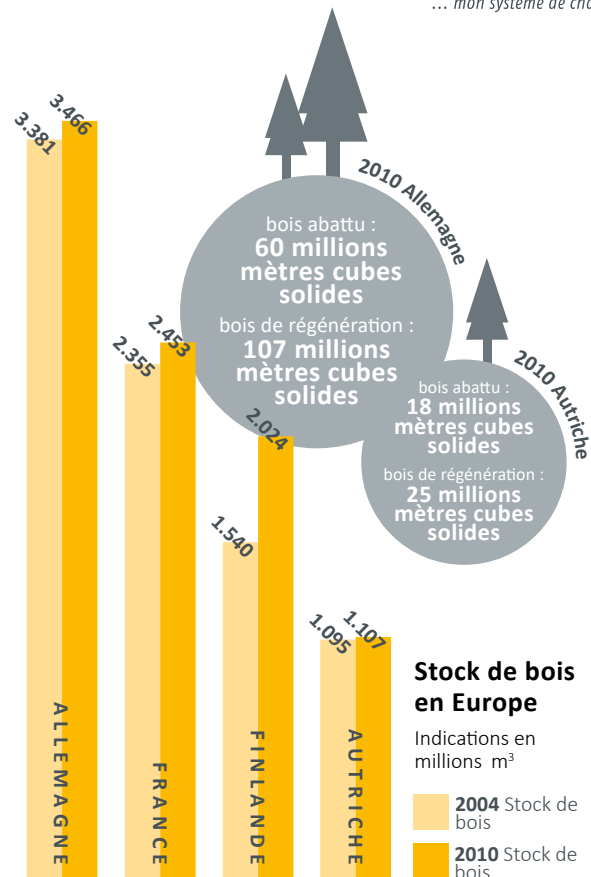 ... mon système de cha
3.381
3.466
2010 Allemagne
bois abattu :
60 millions
mètres cubes
solides
bois de régénération :
107 millions
mètres cubes
solides
2.355
2.453
2010 Autriche
bois abattu :
18 millions
mètres cubes
solides
bois de régénération :
25 millions
mètres cubes
solides
1.540
2.024
1.095
1.107
ALLEMAGNE
FRANCE
FINLANDE
AUTRICHE
Stock de bois
en Europe
Indications en
millions m³
2004 Stock de
bois
2010 Stock de
bois